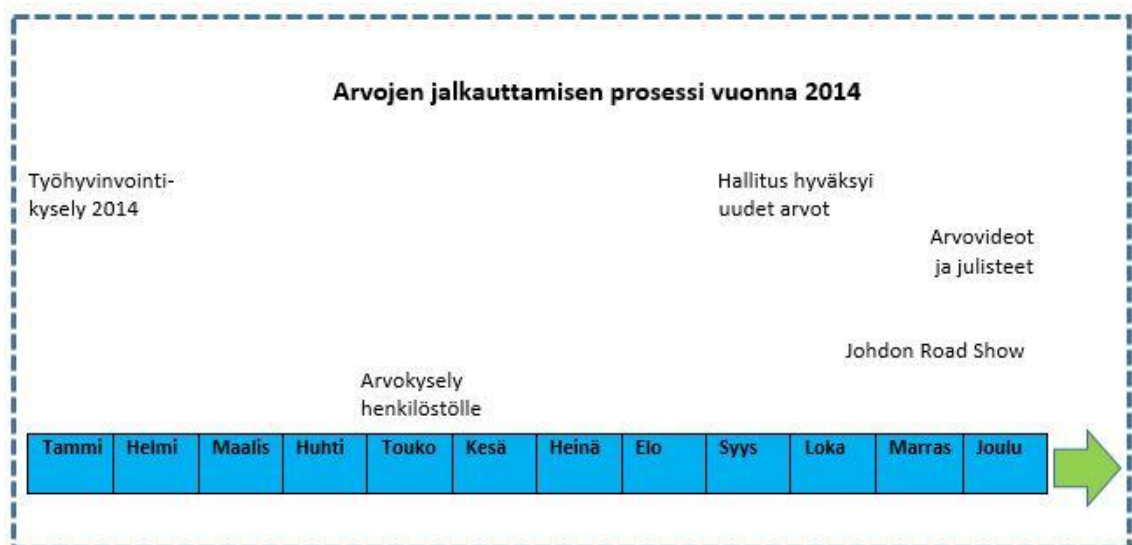 Arvojen jalkauttamisen prosessi vuonna 2014
Työhyvinvointi-
kysely 2014
Hallitus hyväksyi
uudet arvot
Arvovideot
ja julisteet
Johdon Road Show
Arvokysely
henkilöstölle
Tammi Helmi Maalis Huhti Touko Kesä Heinä Elo Syys Loka Marras Joulu